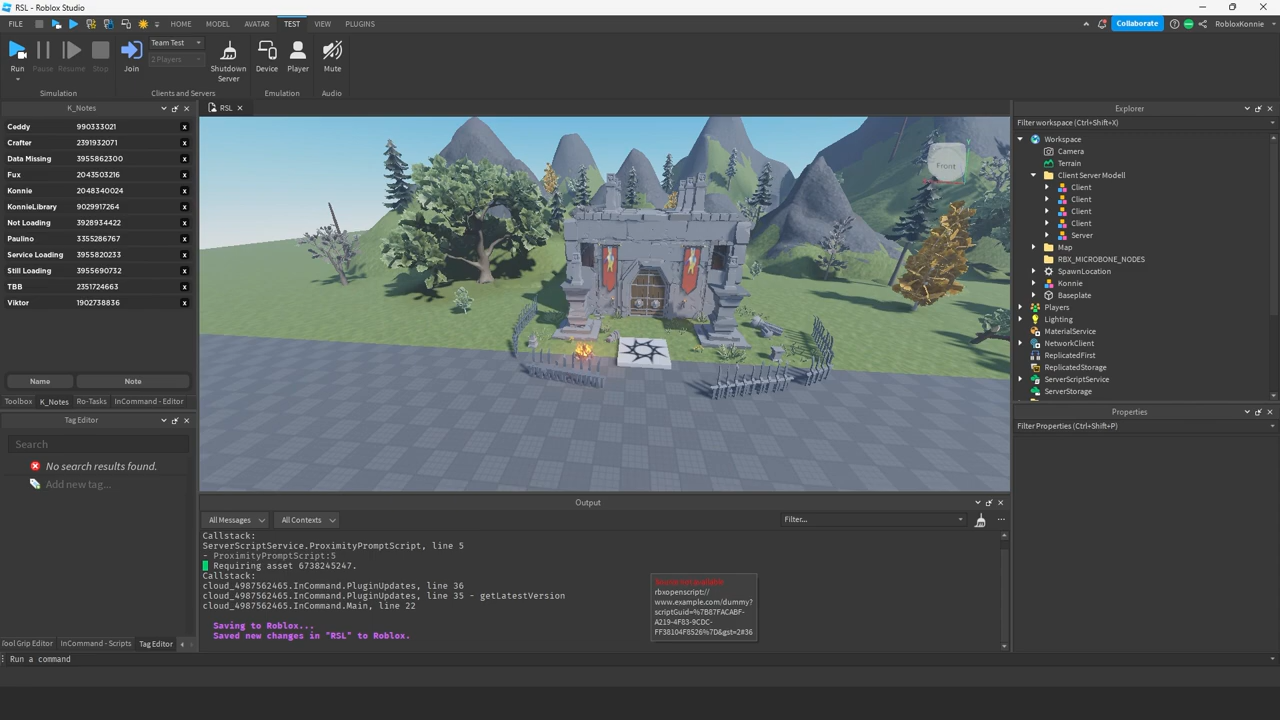 RSL - Roblox Studio
FILE
HOME
MODEL
AVATAR
TEST
VIEW
PLUGINS
Collaborate
RobloxKonnie
Run
Pause
Resume
Stop
Simulation
Join
Team Test
2 Players
Shutdown
Server
Clients and Servers
Device
Player
Emulation
Mute
Audio
K_Notes
Ceddy 990333021
Crafter 2391932071
Data Missing 3955862300
Fux 2043503216
Konnie 2048340024
KonnieLibrary 9029917264
Not Loading 3928934422
Paulino 3355286767
Service Loading 3955820233
Still Loading 3955690732
TBB 2351724663
Viktor 1902738836
Name Note
Toolbox K_Notes Ro-Tasks InCommand - Editor
Tag Editor
Search
No search results found.
Add new tag...
Tool Grip Editor InCommand - Scripts Tag Editor
Run a command
RSL
Front
Output
All Messages All Contexts Filter...
Callstack:
ServerScriptService.ProximityPromptScript, line 5
- ProximityPromptScript:5
Requiring asset 6738245247.
Callstack:
cloud_4987562465.InCommand.PluginUpdates, line 36
cloud_4987562465.InCommand.PluginUpdates, line 35 - getLatestVersion
cloud_4987562465.InCommand.Main, line 22
Saving to Roblox...
Saved new changes in "RSL" to Roblox.
Source not available
rbxopenscript://
www.example.com/dummy?
scriptGuid=%7B87FACABF-
A219-4F83-9CDC-
FF38104F8526%7D&gst=2#36
Explorer
Filter workspace (Ctrl+Shift+X)
Workspace
Camera
Terrain
Client Server Modell
Client
Client
Client
Client
Server
Map
RBX_MICROBONE_NODES
SpawnLocation
Konnie
Baseplate
Players
Lighting
MaterialService
NetworkClient
ReplicatedFirst
ReplicatedStorage
ServerScriptService
ServerStorage
Properties
Filter Properties (Ctrl+Shift+P)